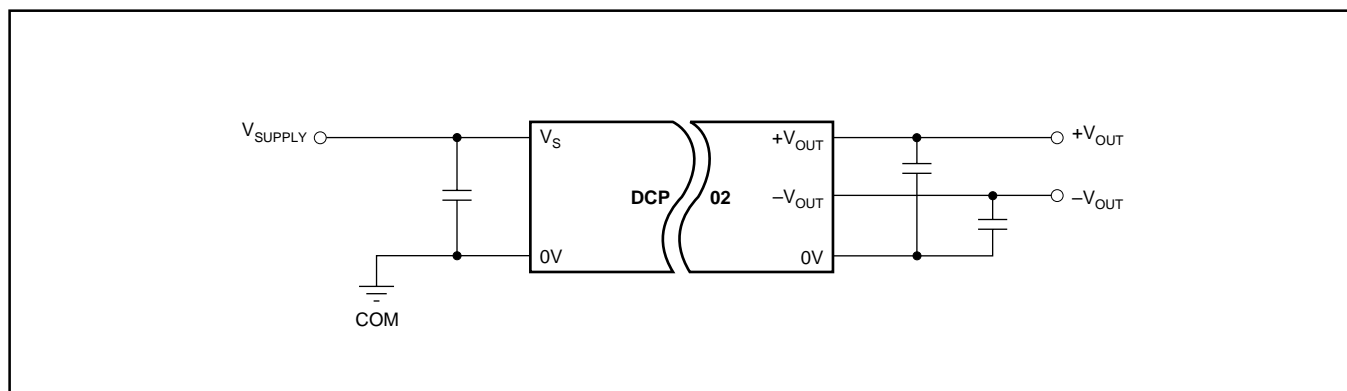 V_SUPPLY
V_S
0V
COM
DCP 02
+V_OUT
−V_OUT
0V
+V_OUT
−V_OUT